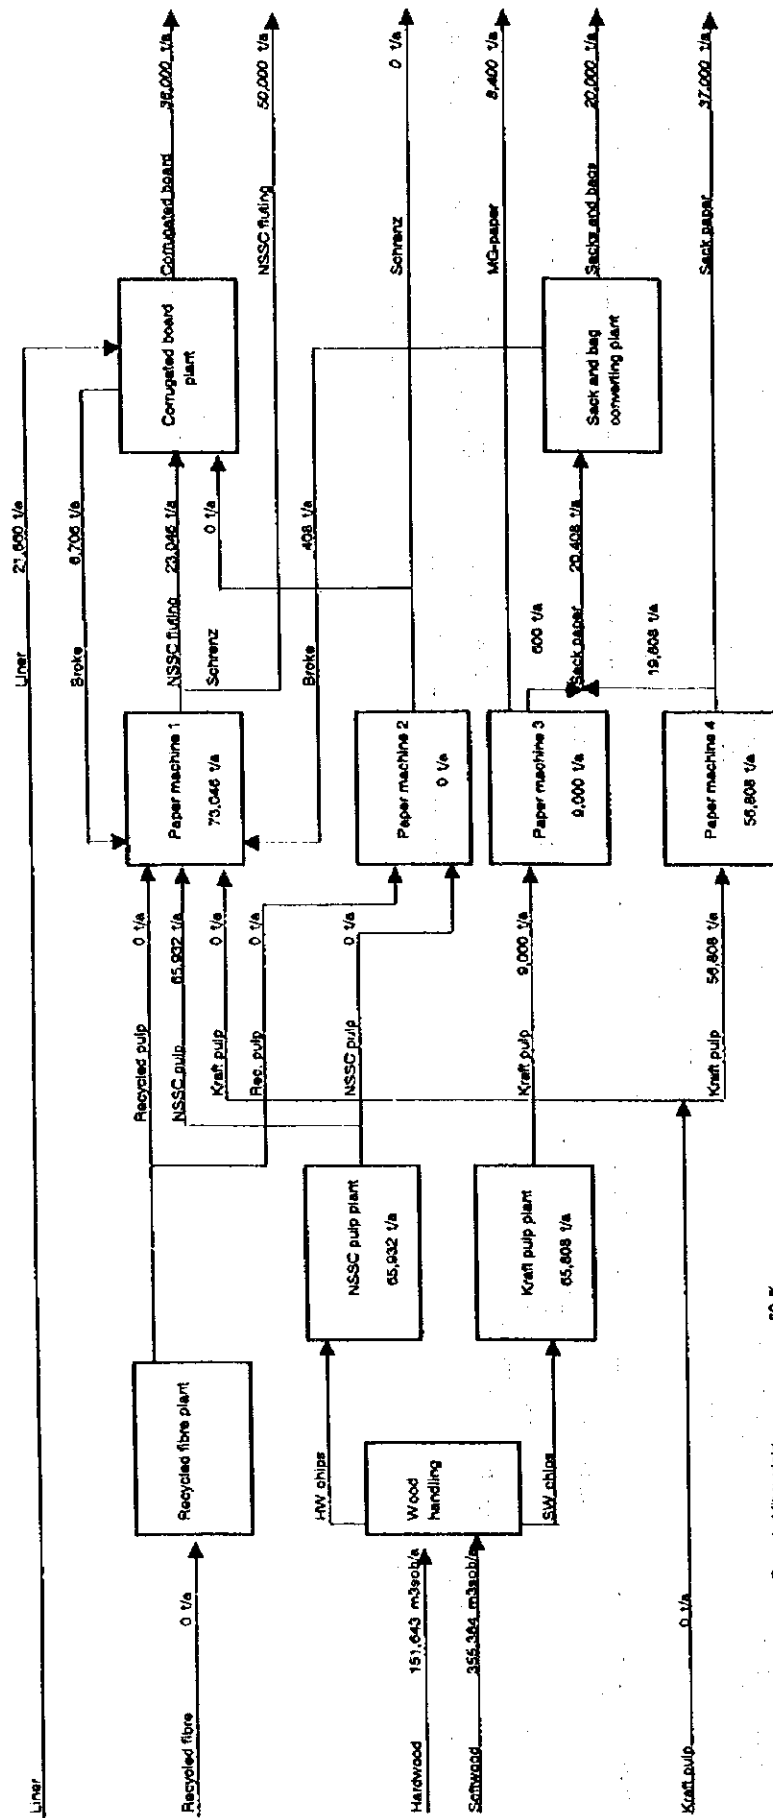 Liner
Liner
21,660 t/a
Recycled fibre
0 t/a
Recycled fibre plant
Recycled pulp
0 t/a
NSSC pulp
65,932 t/a
Kraft pulp
0 t/a
Rec. pulp
0 t/a
Broke
6,706 t/a
Paper machine 1
73,046 t/a
NSSC fluting
23,046 t/a
Schrenz
0 t/a
Corrugated board
plant
Corrugated board
36,000 t/a
NSSC fluting
50,000 t/a
Broke
408 t/a
Hardwood
151,643 m3sob/a
Softwood
355,364 m3sob/a
Wood
handling
HW chips
SW chips
NSSC pulp plant
65,932 t/a
NSSC pulp
0 t/a
Paper machine 2
0 t/a
Schrenz
0 t/a
Kraft pulp plant
65,808 t/a
Kraft pulp
9,000 t/a
Paper machine 3
9,000 t/a
MG-paper
8,400 t/a
600 t/a
Sack paper
20,408 t/a
19,808 t/a
Sack and bag
converting plant
Sacks and bags
20,000 t/a
Kraft pulp
0 t/a
Kraft pulp
56,808 t/a
Paper machine 4
56,808 t/a
Sack paper
37,000 t/a